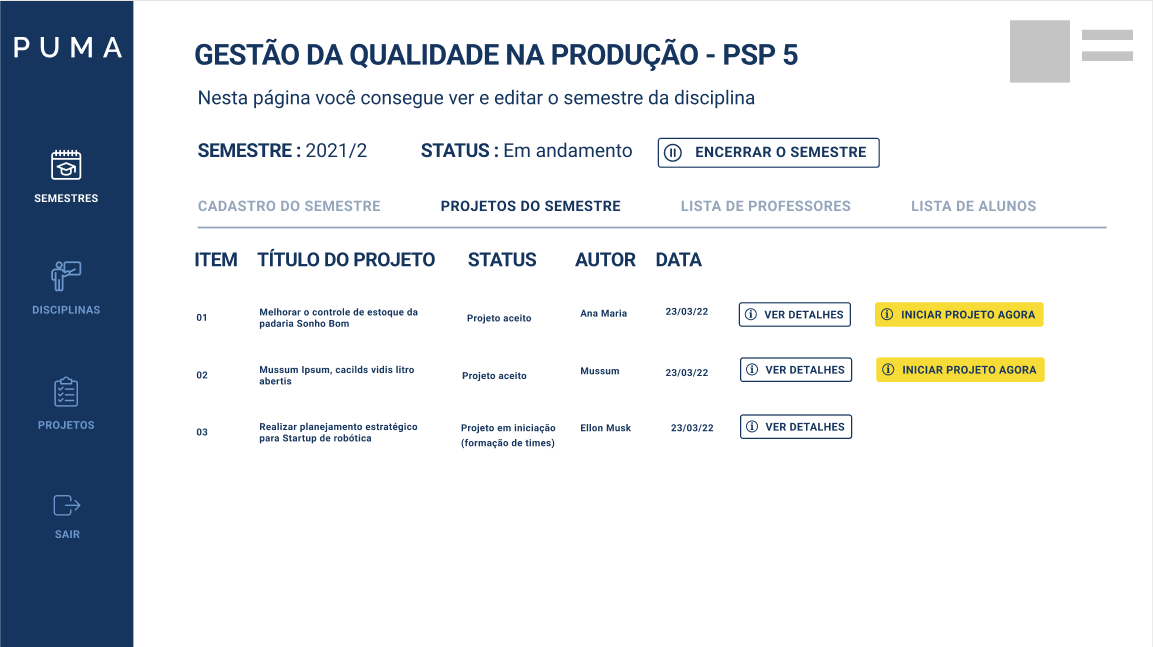 PUMA
SEMESTRES
DISCIPLINAS
PROJETOS
SAIR
GESTÃO DA QUALIDADE NA PRODUÇÃO - PSP 5
Nesta página você consegue ver e editar o semestre da disciplina
SEMESTRE : 2021/2 STATUS : Em andamento ENCERRAR O SEMESTRE
CADASTRO DO SEMESTRE PROJETOS DO SEMESTRE LISTA DE PROFESSORES LISTA DE ALUNOS
ITEM TÍTULO DO PROJETO STATUS AUTOR DATA
01 Melhorar o controle de estoque da
padaria Sonho Bom
Projeto aceito Ana Maria 23/03/22 VER DETALHES INICIAR PROJETO AGORA
02 Mussum Ipsum, cacilds vidis litro
abertis
Projeto aceito Mussum 23/03/22 VER DETALHES INICIAR PROJETO AGORA
03 Realizar planejamento estratégico
para Startup de robótica
Projeto em iniciação
(formação de times)
Ellon Musk 23/03/22 VER DETALHES